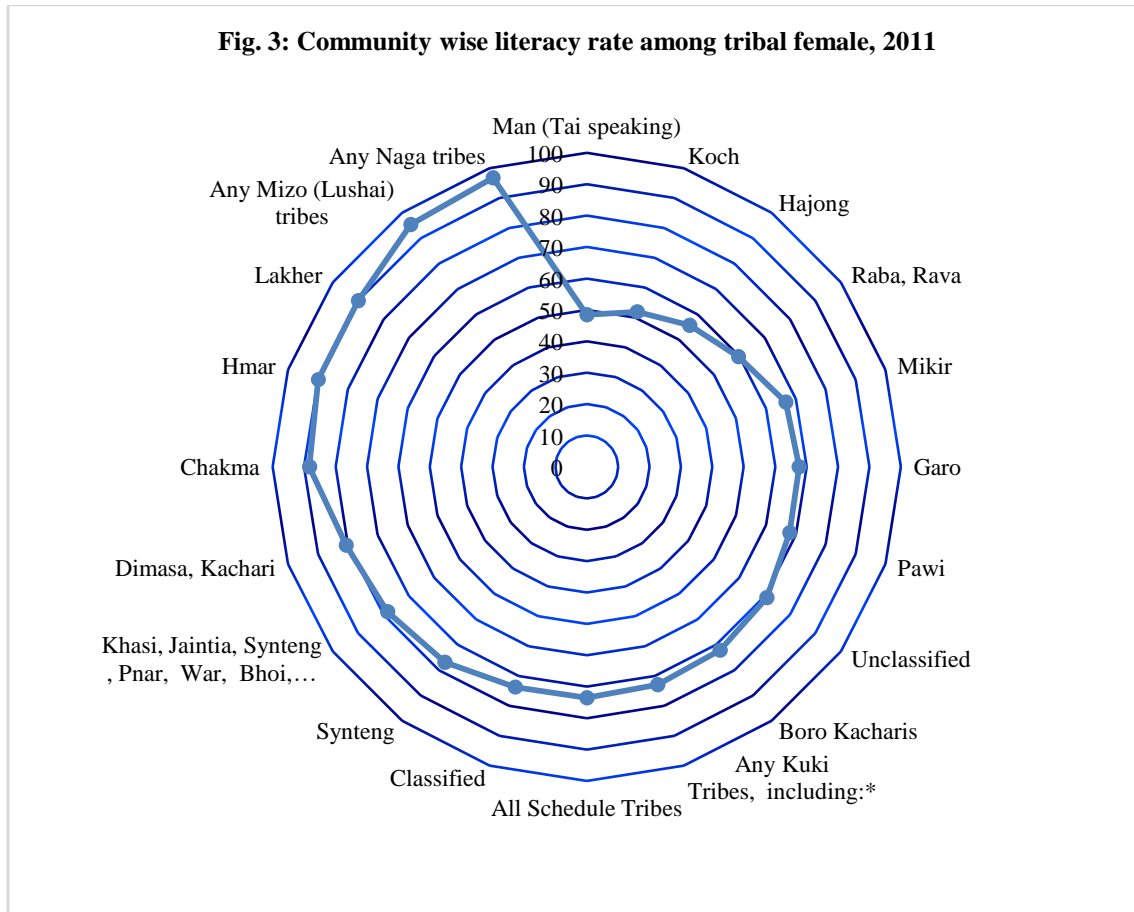 Fig. 3: Community wise literacy rate among tribal female, 2011
Man (Tai speaking)
Koch
Hajong
Raba, Rava
Mikir
Garo
Pawi
Unclassified
Boro Kacharis
Any Kuki
Tribes, including:*
All Schedule Tribes
Classified
Synteng
Khasi, Jaintia, Synteng
, Pnar, War, Bhoi,…
Dimasa, Kachari
Chakma
Hmar
Lakher
Any Mizo (Lushai)
tribes
Any Naga tribes
100
90
80
70
60
50
40
30
20
10
0